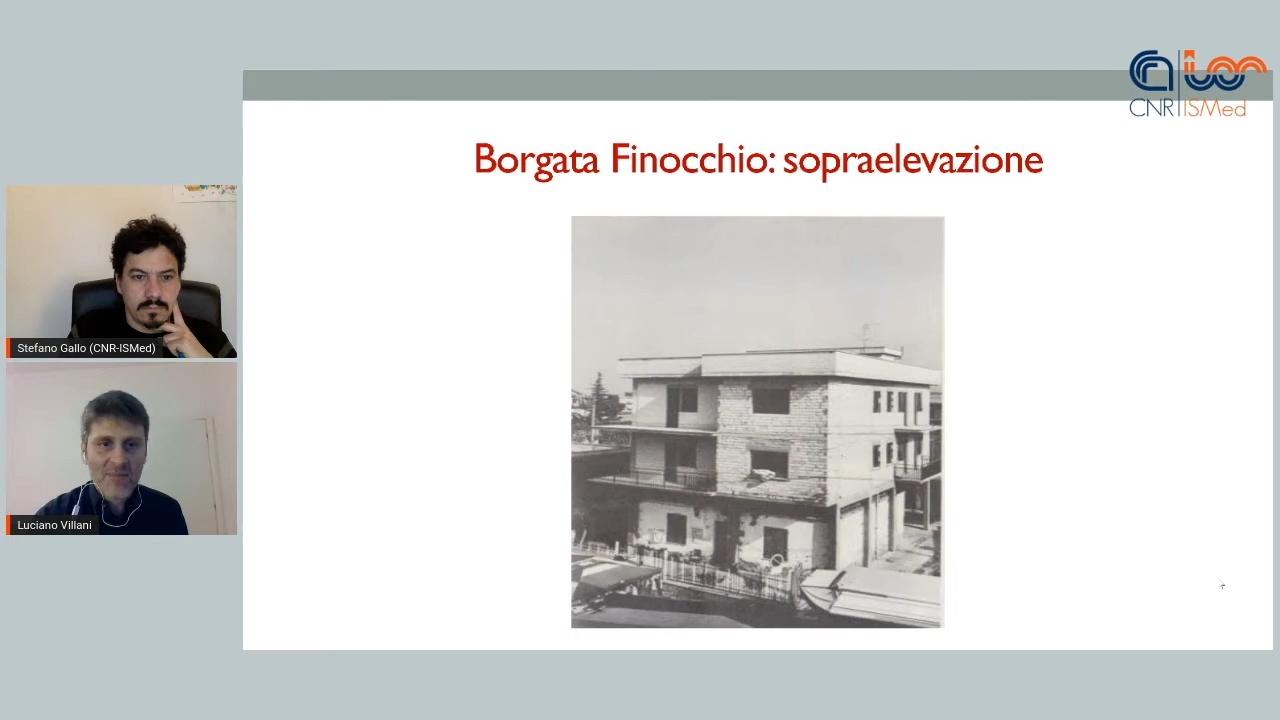 CNR ISMed
Borgata Finocchio: sopraelevazione
Stefano Gallo (CNR-ISMed)
Luciano Villani